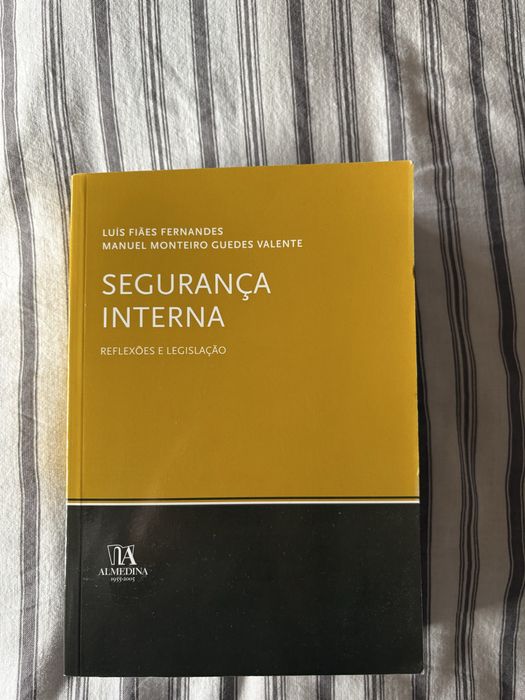 LUÍS FIÃES FERNANDES
MANUEL MONTEIRO GUEDES VALENTE
SEGURANÇA
INTERNA
REFLEXÕES E LEGISLAÇÃO
ALMEDINA
1955-2005